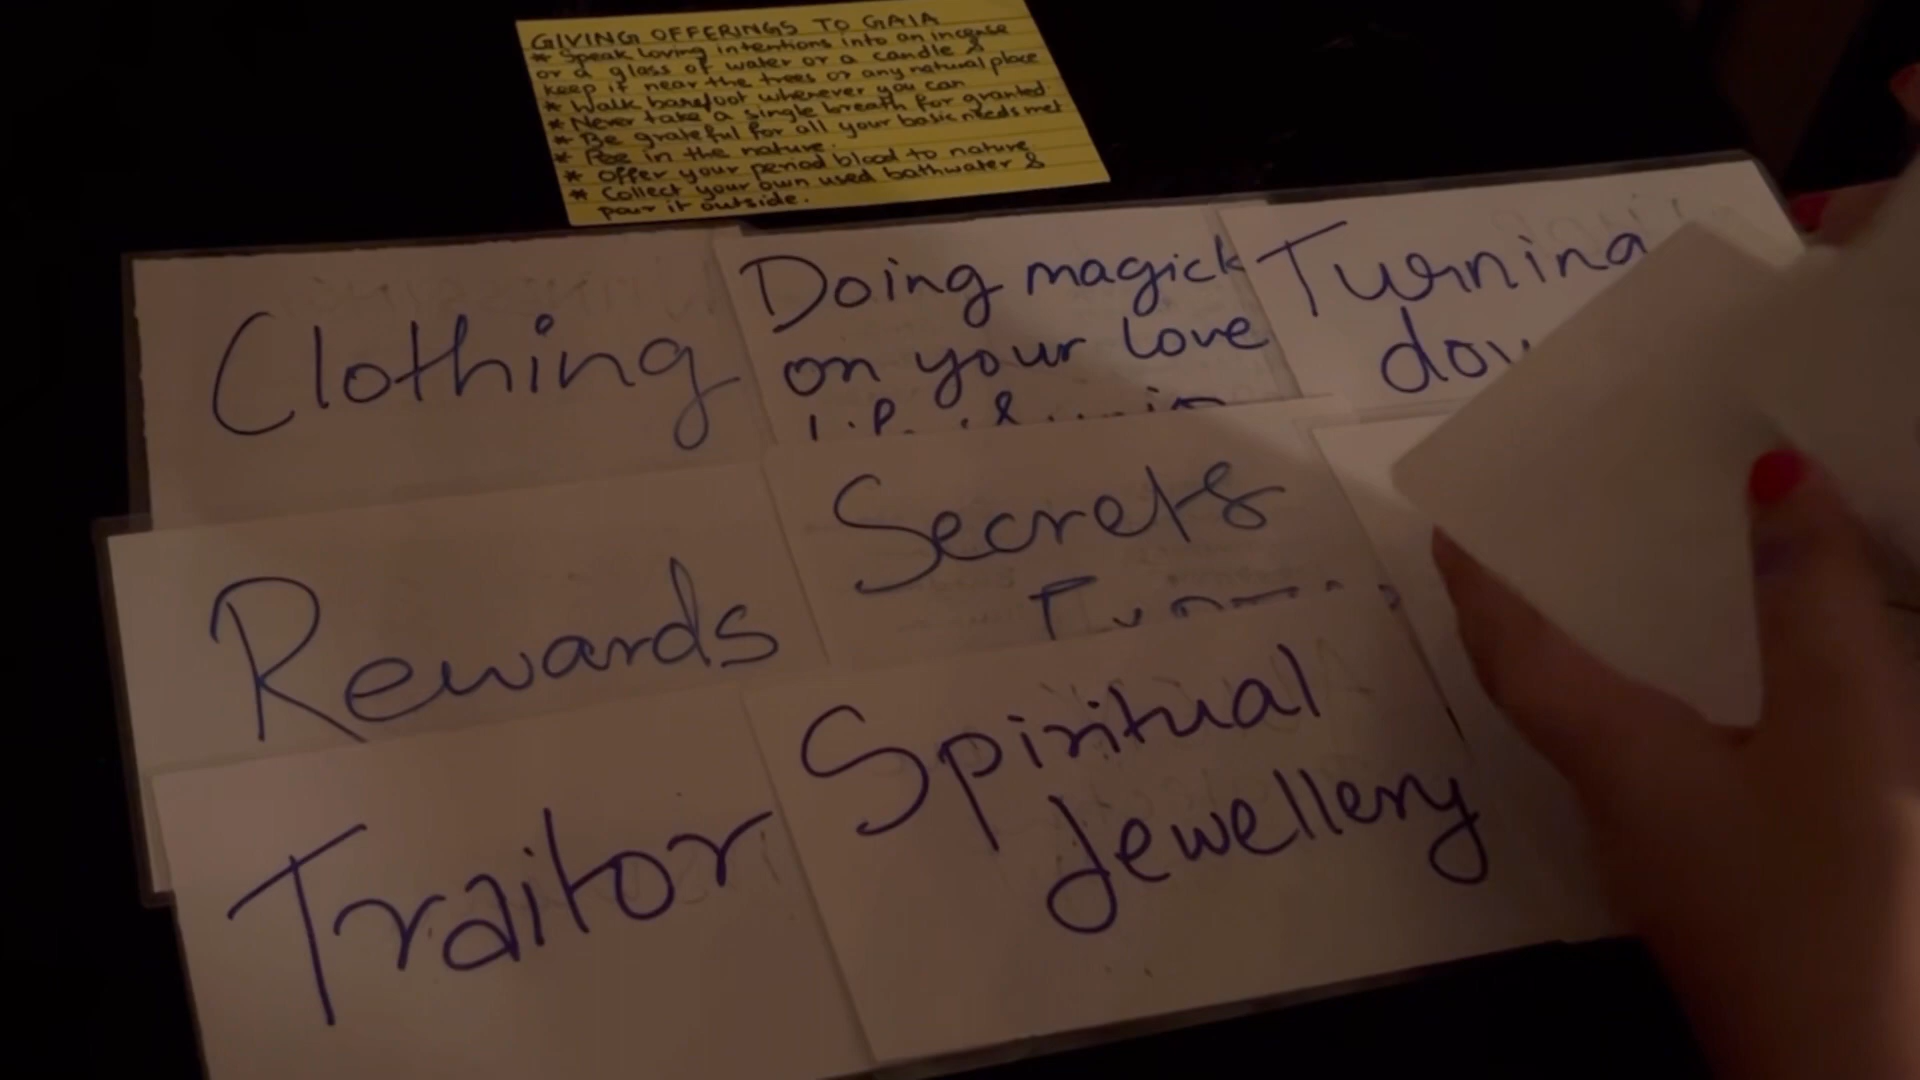 GIVING OFFERINGS TO GAIA
* Speak loving intentions into an incense
or a glass of water or a candle &
keep it near the trees or any natural place
* Walk barefoot wherever you can
* Never take a single breath for granted.
* Be grateful for all your basic needs met
* Pee in the nature.
* Offer your period blood to nature
* Collect your own used bathwater &
pour it outside.
Clothing
Doing magick
on your love
Turning
Secrets
Rewards
Spiritual
Jewellery
Traitor